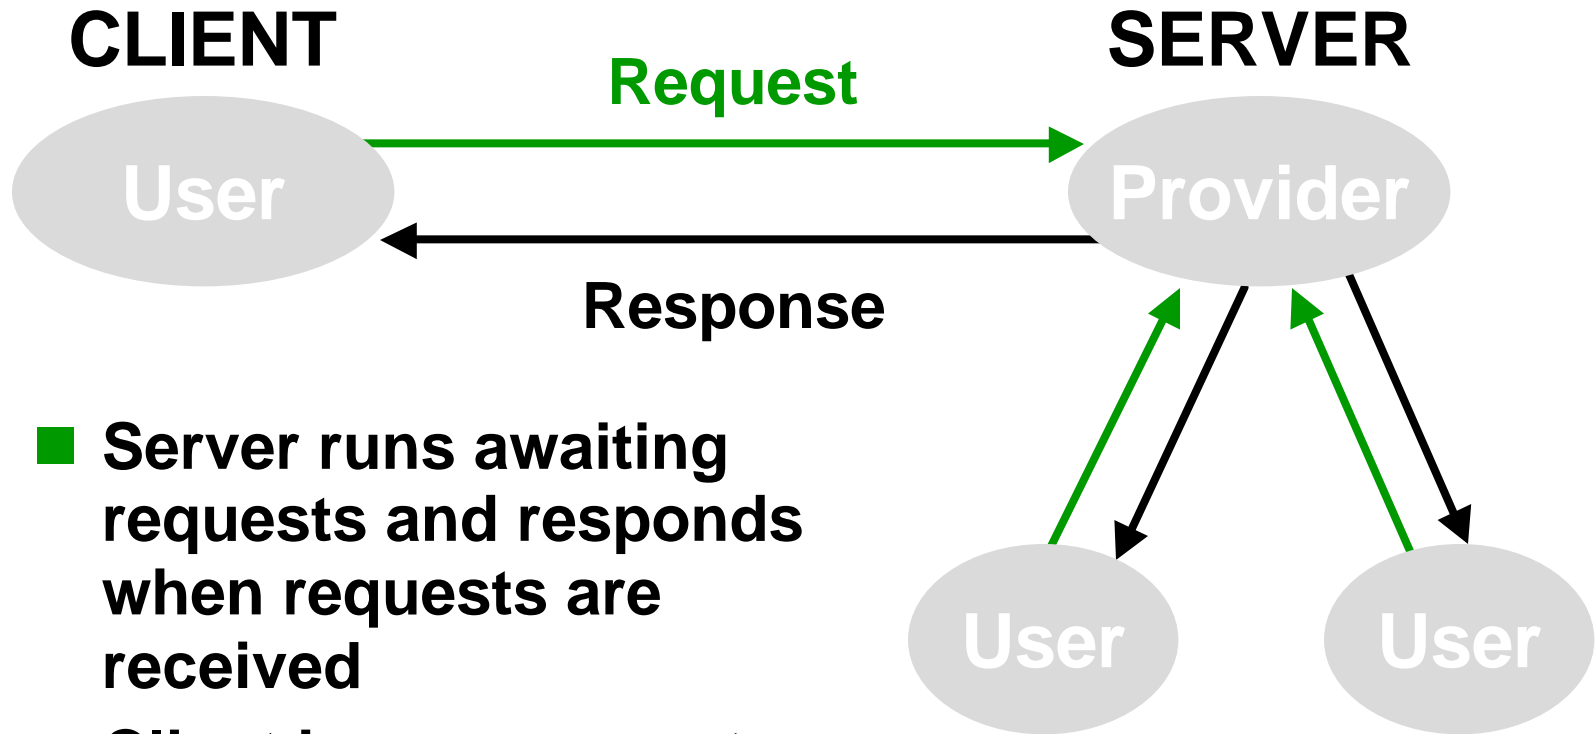 CLIENT
SERVER
Request
User
Provider
Response
Server runs awaiting
requests and responds
when requests are
received
User
User